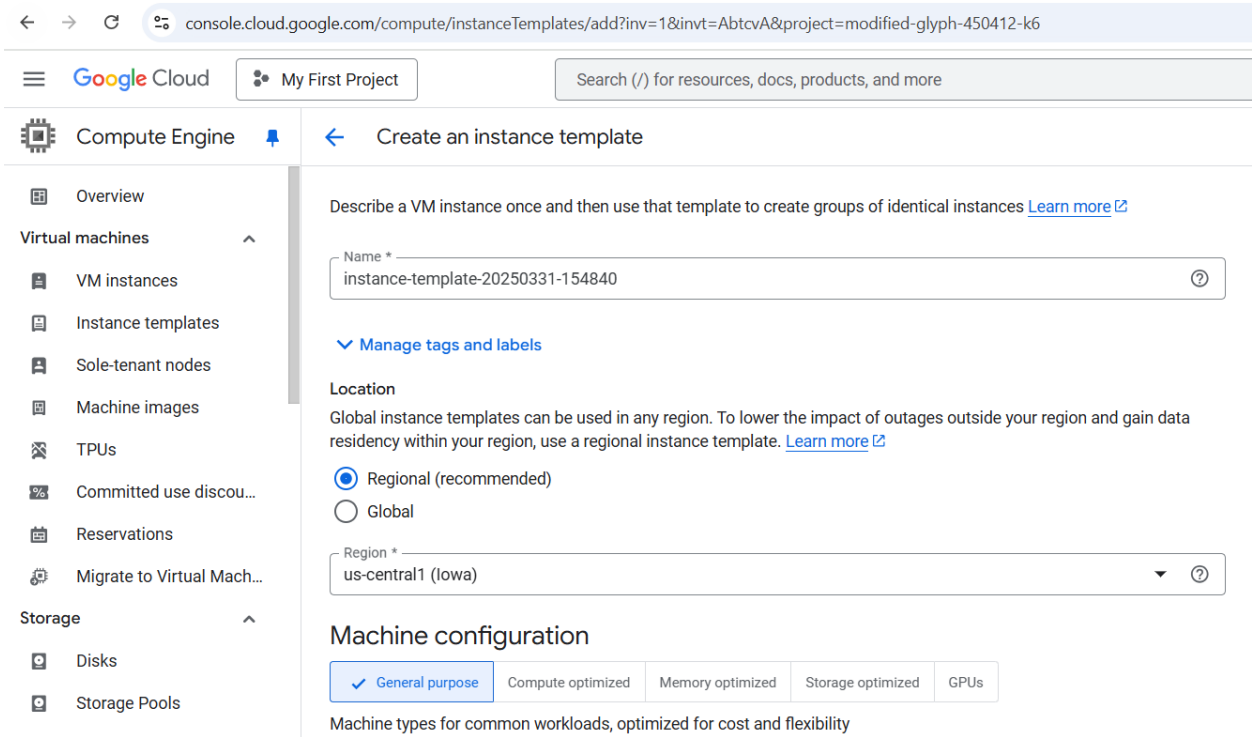 console.cloud.google.com/compute/instanceTemplates/add?inv=1&invt=AbtcvA&project=modified-glyph-450412-k6
Google Cloud
My First Project
Search (/) for resources, docs, products, and more
Compute Engine
Create an instance template
Overview
Virtual machines
VM instances
Instance templates
Sole-tenant nodes
Machine images
TPUs
Committed use discou...
Reservations
Migrate to Virtual Mach...
Storage
Disks
Storage Pools
Describe a VM instance once and then use that template to create groups of identical instances Learn more
Name *
instance-template-20250331-154840
Manage tags and labels
Location
Global instance templates can be used in any region. To lower the impact of outages outside your region and gain data
residency within your region, use a regional instance template. Learn more
Regional (recommended)
Global
Region *
us-central1 (Iowa)
Machine configuration
General purpose
Compute optimized
Memory optimized
Storage optimized
GPUs
Machine types for common workloads, optimized for cost and flexibility